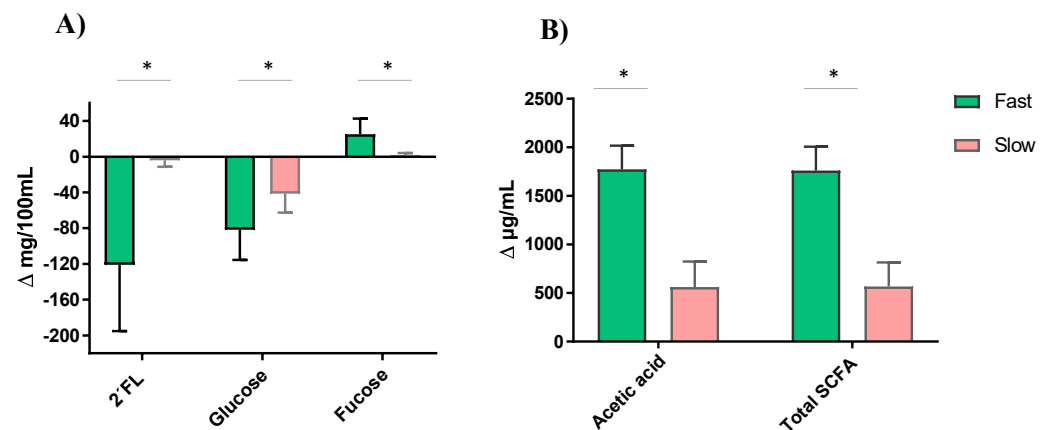 A)
B)
*
*
*
40
0
-40
-80
-120
-160
-200
Δ mg/100mL
2´FL
Glucose
Fucose
*
*
2500
2000
1500
1000
500
0
Δ µg/mL
Acetic acid
Total SCFA
Fast
Slow